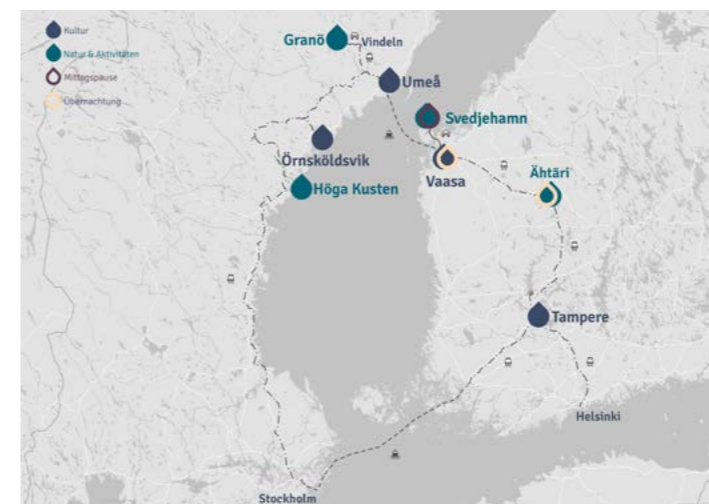 Kultur
Natur & Aktivitäten
Mittagspause
Übernachtung
Granö
Vindeln
Umeå
Svedjehamn
Örnsköldsvik
Vaasa
Ähtäri
Höga Kusten
Tampere
Helsinki
Stockholm